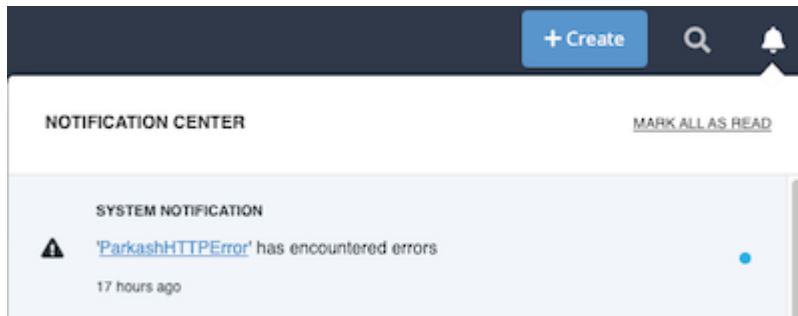 + Create
NOTIFICATION CENTER
MARK ALL AS READ
SYSTEM NOTIFICATION
'ParkashHTTPError' has encountered errors
17 hours ago